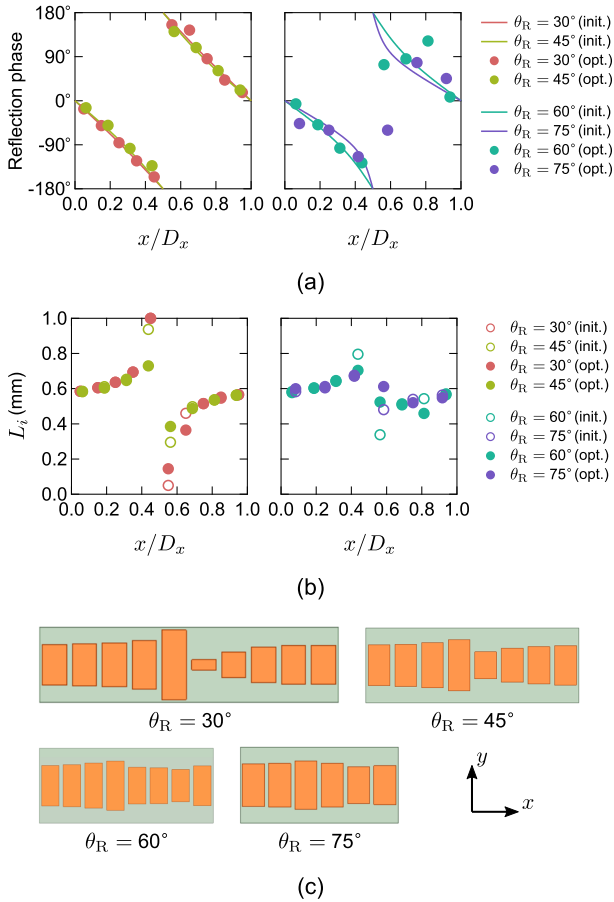 Reflection phase
180°
90°
0°
-90°
-180°
0.0 0.2 0.4 0.6 0.8 1.0
0.0 0.2 0.4 0.6 0.8 1.0
x/D_x
x/D_x
θ_R = 30° (init.)
θ_R = 45° (init.)
θ_R = 30° (opt.)
θ_R = 45° (opt.)
θ_R = 60° (init.)
θ_R = 75° (init.)
θ_R = 60° (opt.)
θ_R = 75° (opt.)
(a)
L_i (mm)
1.0
0.8
0.6
0.4
0.2
0.0
0.0 0.2 0.4 0.6 0.8 1.0
0.0 0.2 0.4 0.6 0.8 1.0
x/D_x
x/D_x
θ_R = 30° (init.)
θ_R = 45° (init.)
θ_R = 30° (opt.)
θ_R = 45° (opt.)
θ_R = 60° (init.)
θ_R = 75° (init.)
θ_R = 60° (opt.)
θ_R = 75° (opt.)
(b)
θ_R = 30°
θ_R = 45°
θ_R = 60°
θ_R = 75°
y
x
(c)